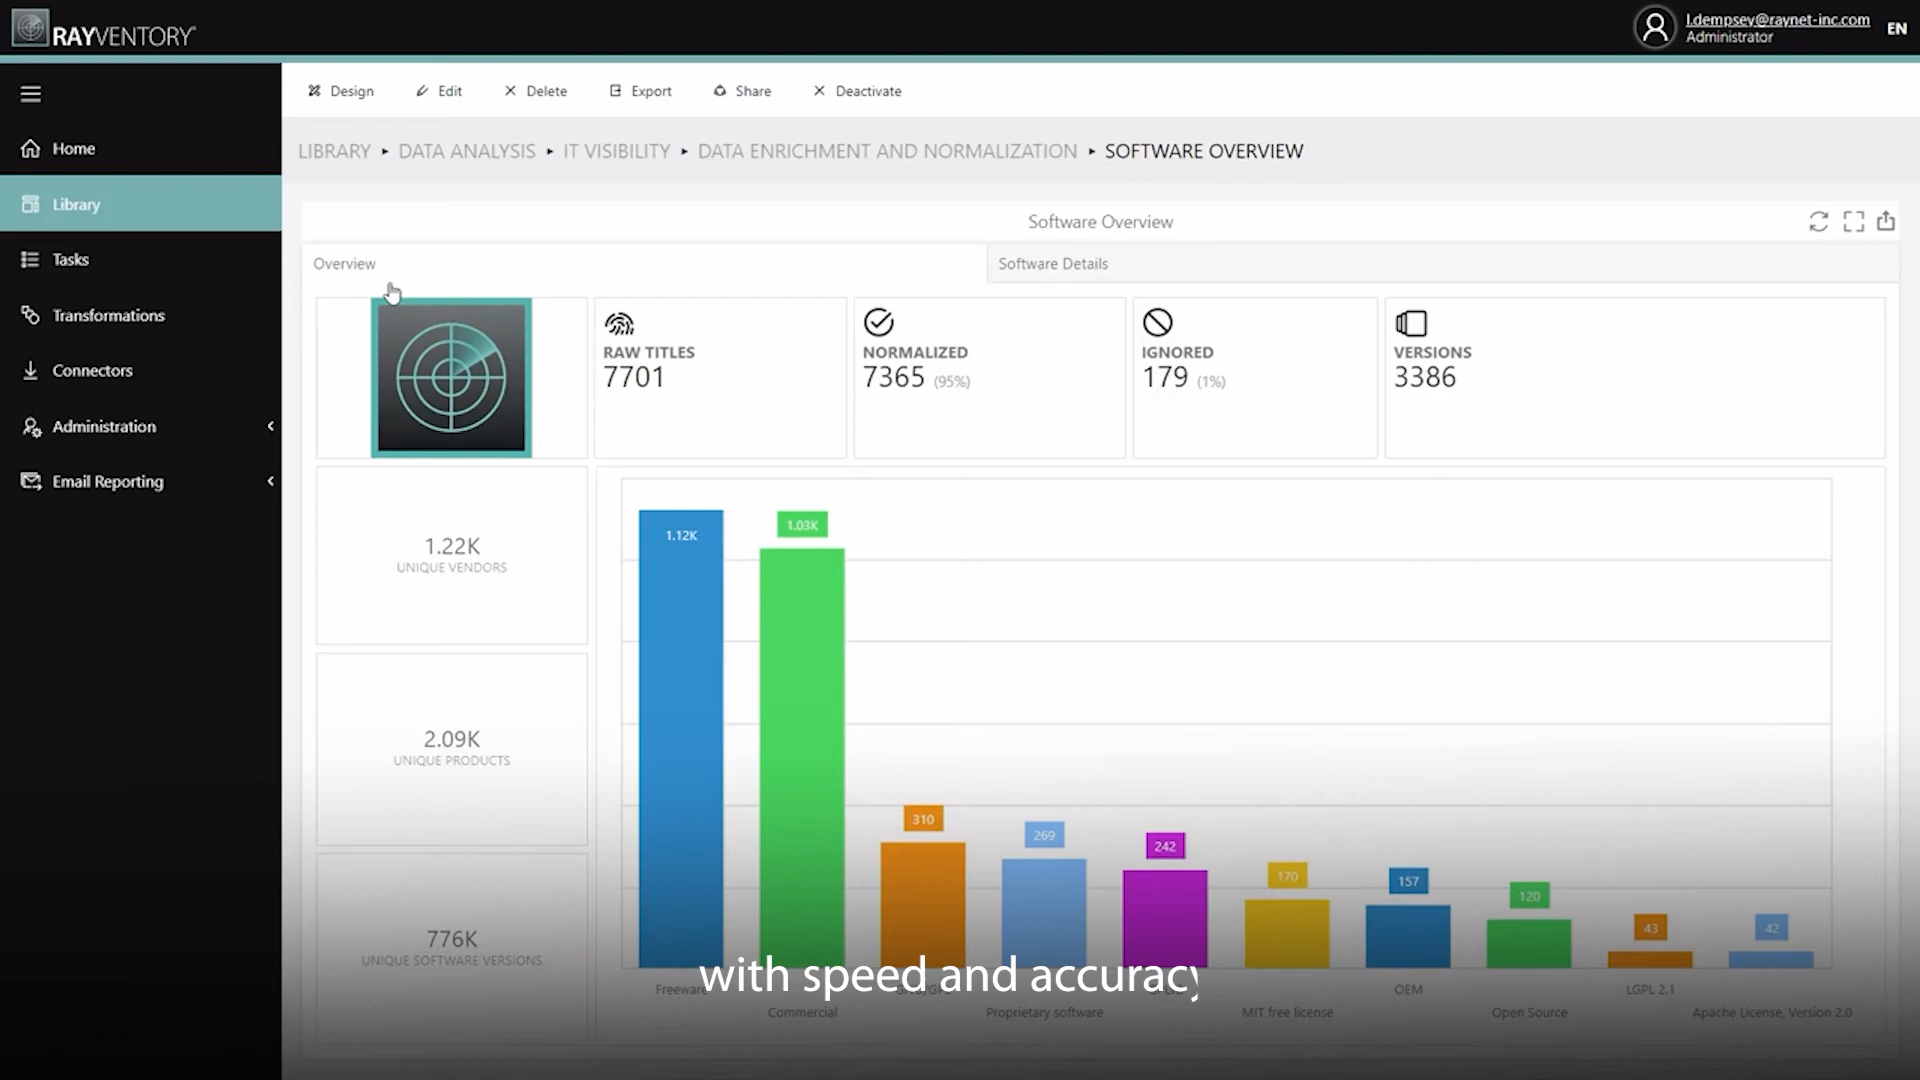 RAYVENTORY
l.dempsey@raynet-inc.com
Administrator
EN
Design
Edit
Delete
Export
Share
Deactivate
Home
Library
Tasks
Transformations
Connectors
Administration
Email Reporting
LIBRARY ▸ DATA ANALYSIS ▸ IT VISIBILITY ▸ DATA ENRICHMENT AND NORMALIZATION ▸ SOFTWARE OVERVIEW
Software Overview
Overview
Software Details
RAW TITLES
7701
NORMALIZED
7365 (95%)
IGNORED
179 (1%)
VERSIONS
3386
1.22K
UNIQUE VENDORS
2.09K
UNIQUE PRODUCTS
776K
UNIQUE SOFTWARE VERSIONS
1.12K
1.03K
310
269
242
170
157
120
43
42
with speed and accuracy
Freeware
OEM
LGPL 2.1
Commercial
Proprietary software
MIT free license
Open Source
Apache License, Version 2.0